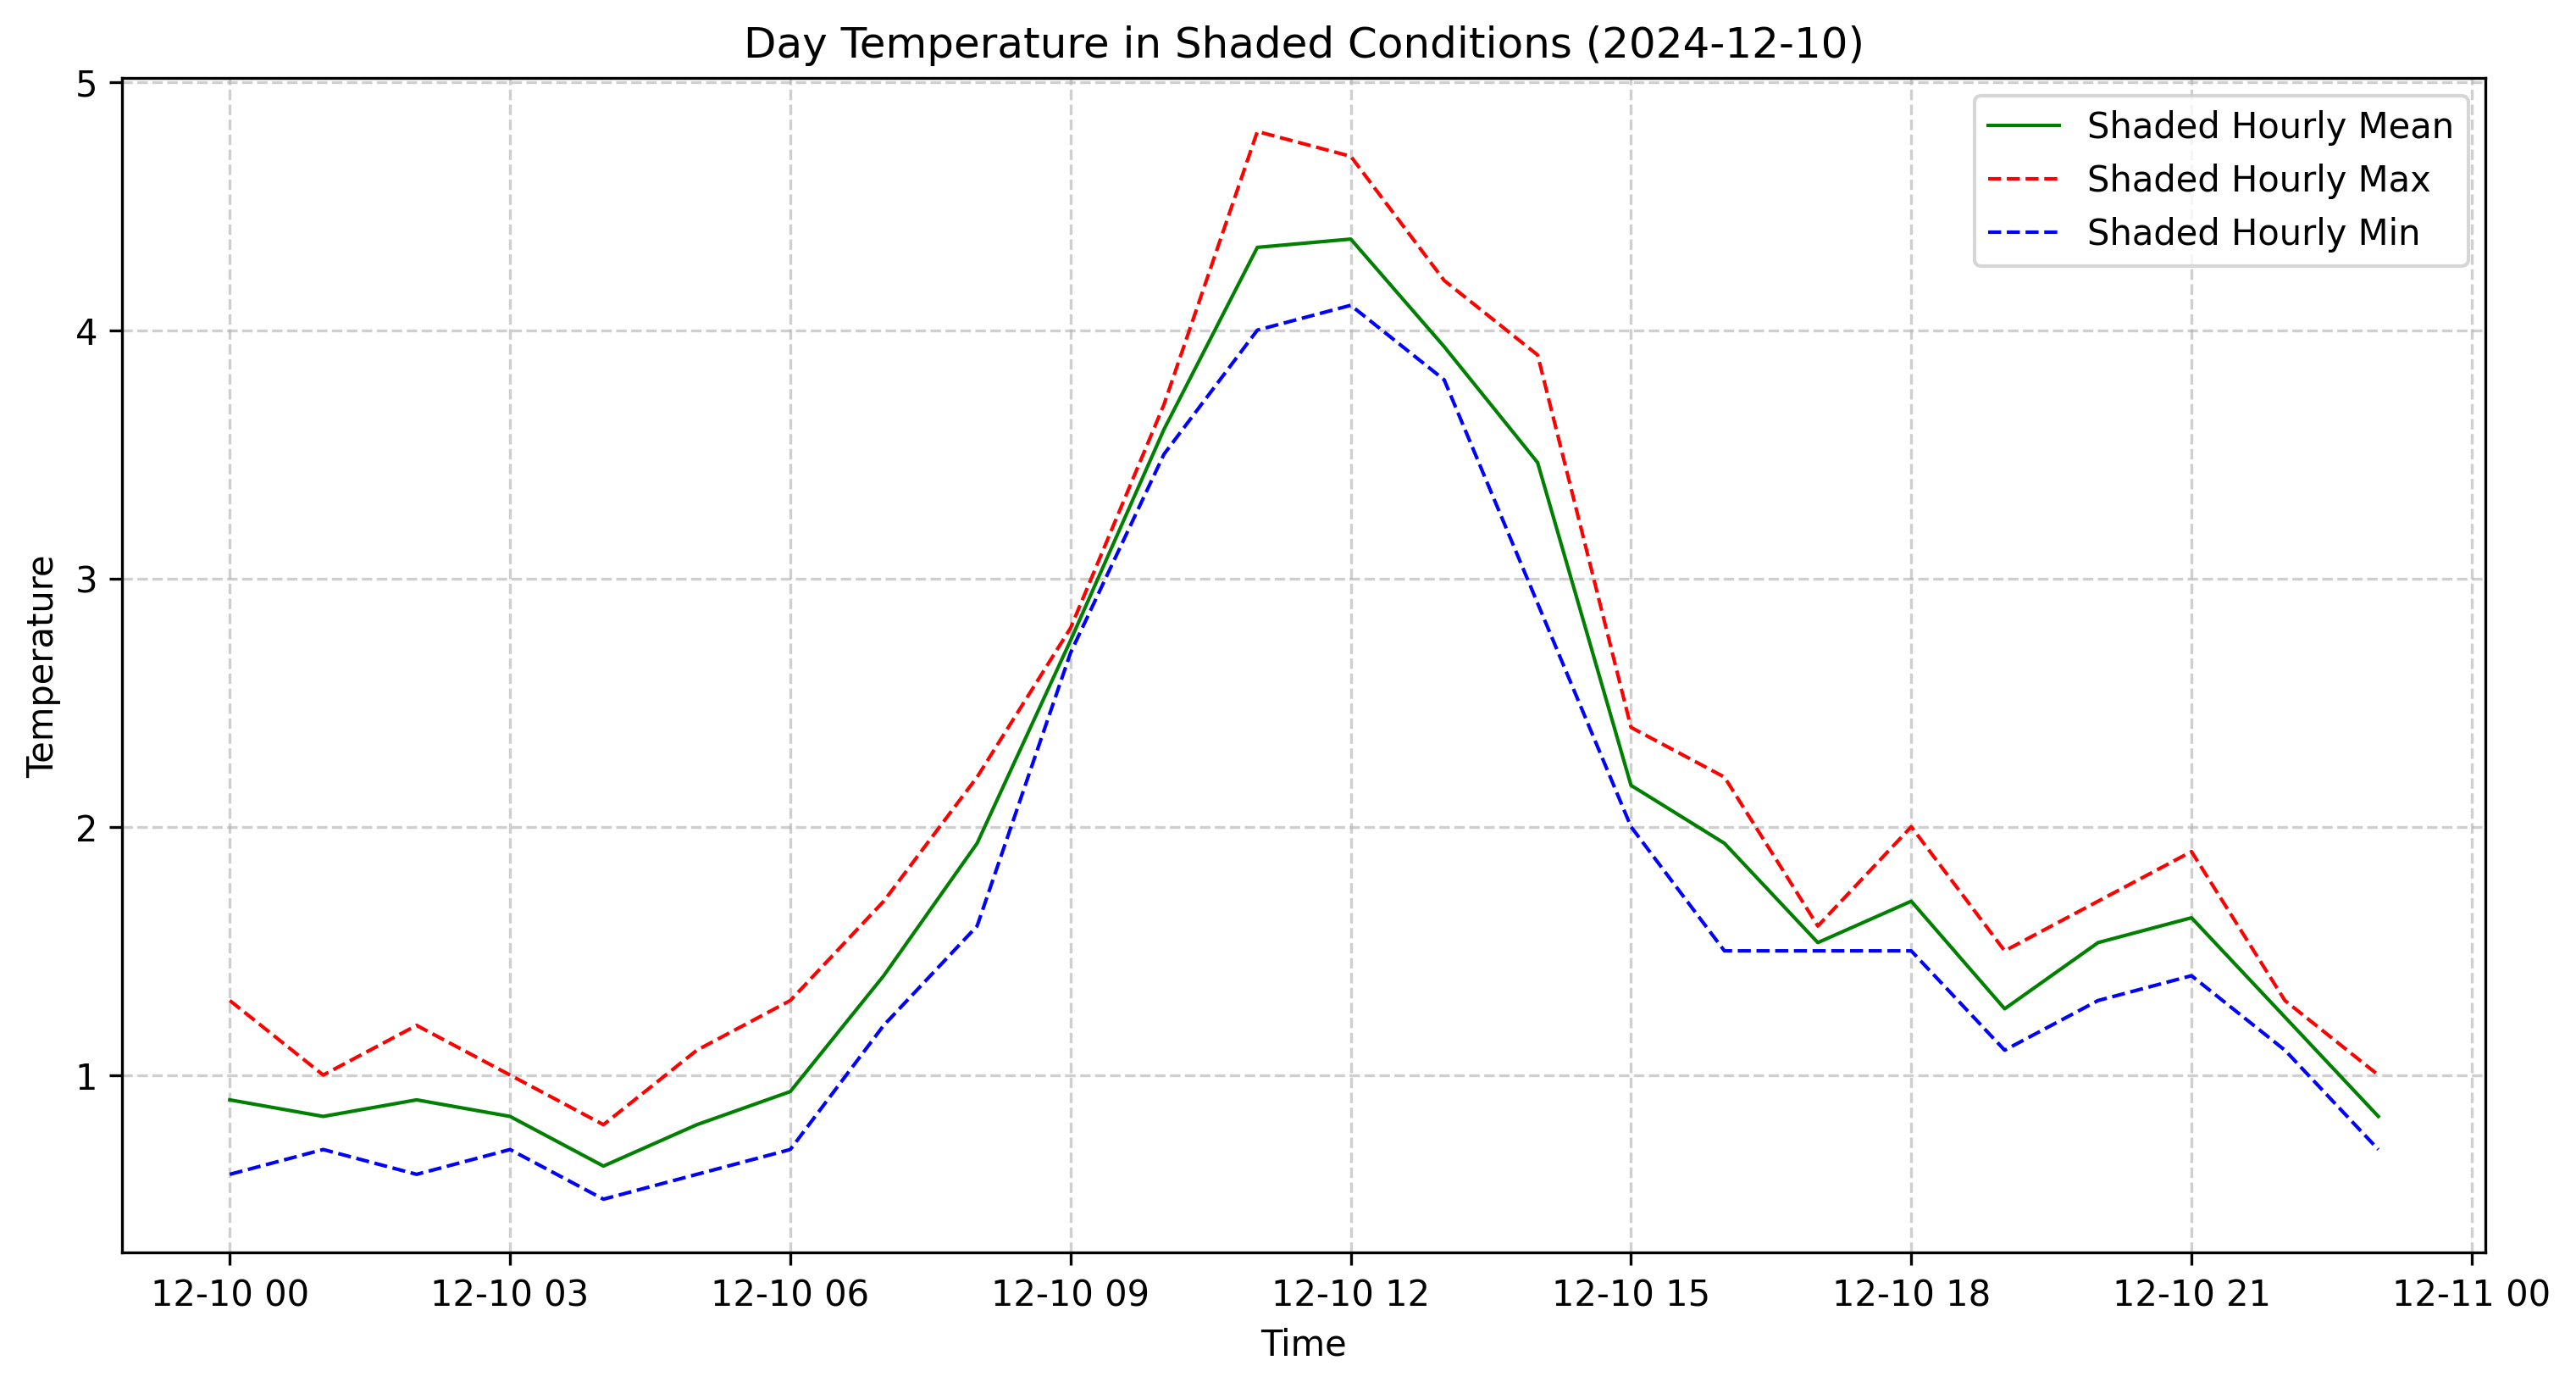 Day Temperature in Shaded Conditions (2024-12-10)
Shaded Hourly Mean
Shaded Hourly Max
Shaded Hourly Min
Temperature
5
4
3
2
1
12-10 00 12-10 03 12-10 06 12-10 09 12-10 12 12-10 15 12-10 18 12-10 21 12-11 00
Time